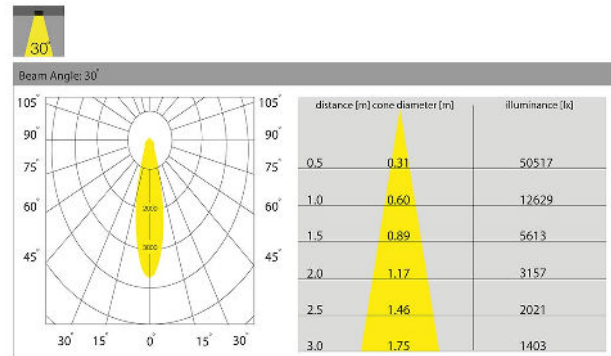 30°
Beam Angle: 30°
105° 105°
90° 90°
75° 75°
60° 60°
45° 45°
2000
3000
30° 15° 0° 15° 30°
distance [m] cone diameter [m] illuminance [lx]
0.5 0.31 50517
1.0 0.60 12629
1.5 0.89 5613
2.0 1.17 3157
2.5 1.46 2021
3.0 1.75 1403